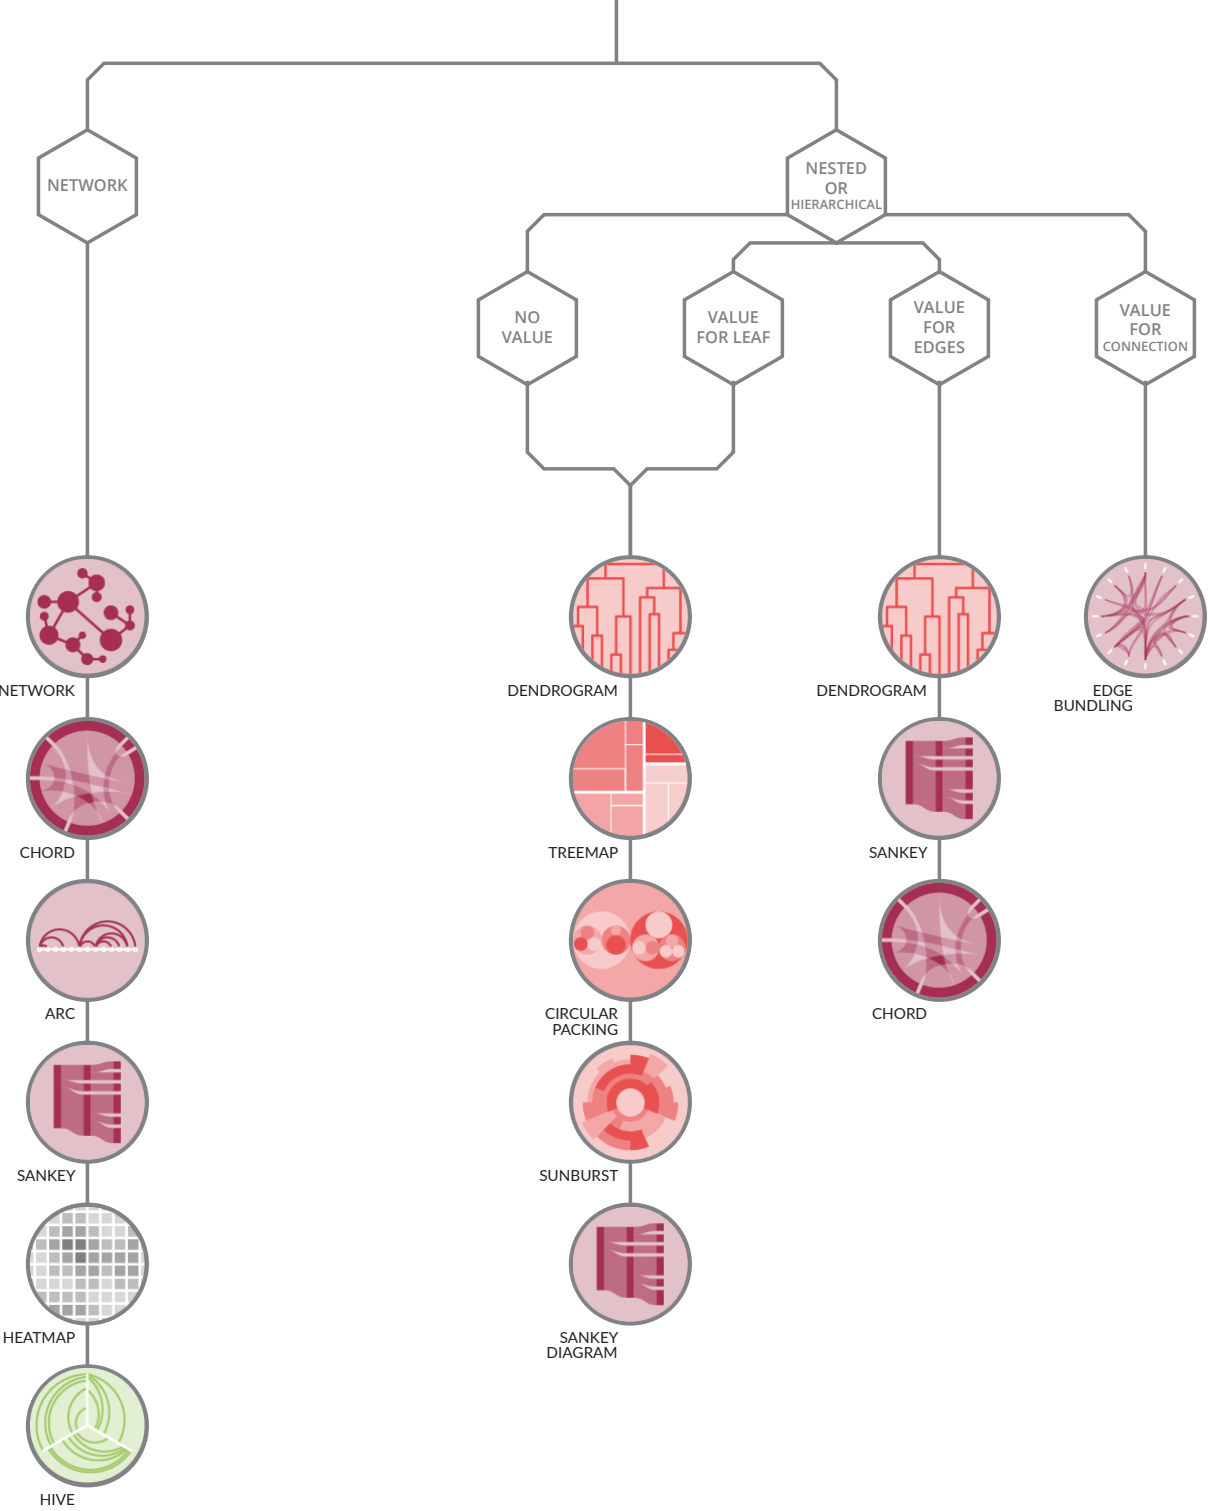 NETWORK
NESTED
OR
HIERARCHICAL
NO
VALUE
VALUE
FOR LEAF
VALUE
FOR
EDGES
VALUE
FOR
CONNECTION
NETWORK
CHORD
ARC
SANKEY
HEATMAP
HIVE
DENDROGRAM
TREEMAP
CIRCULAR
PACKING
SUNBURST
SANKEY
DIAGRAM
DENDROGRAM
SANKEY
CHORD
EDGE
BUNDLING